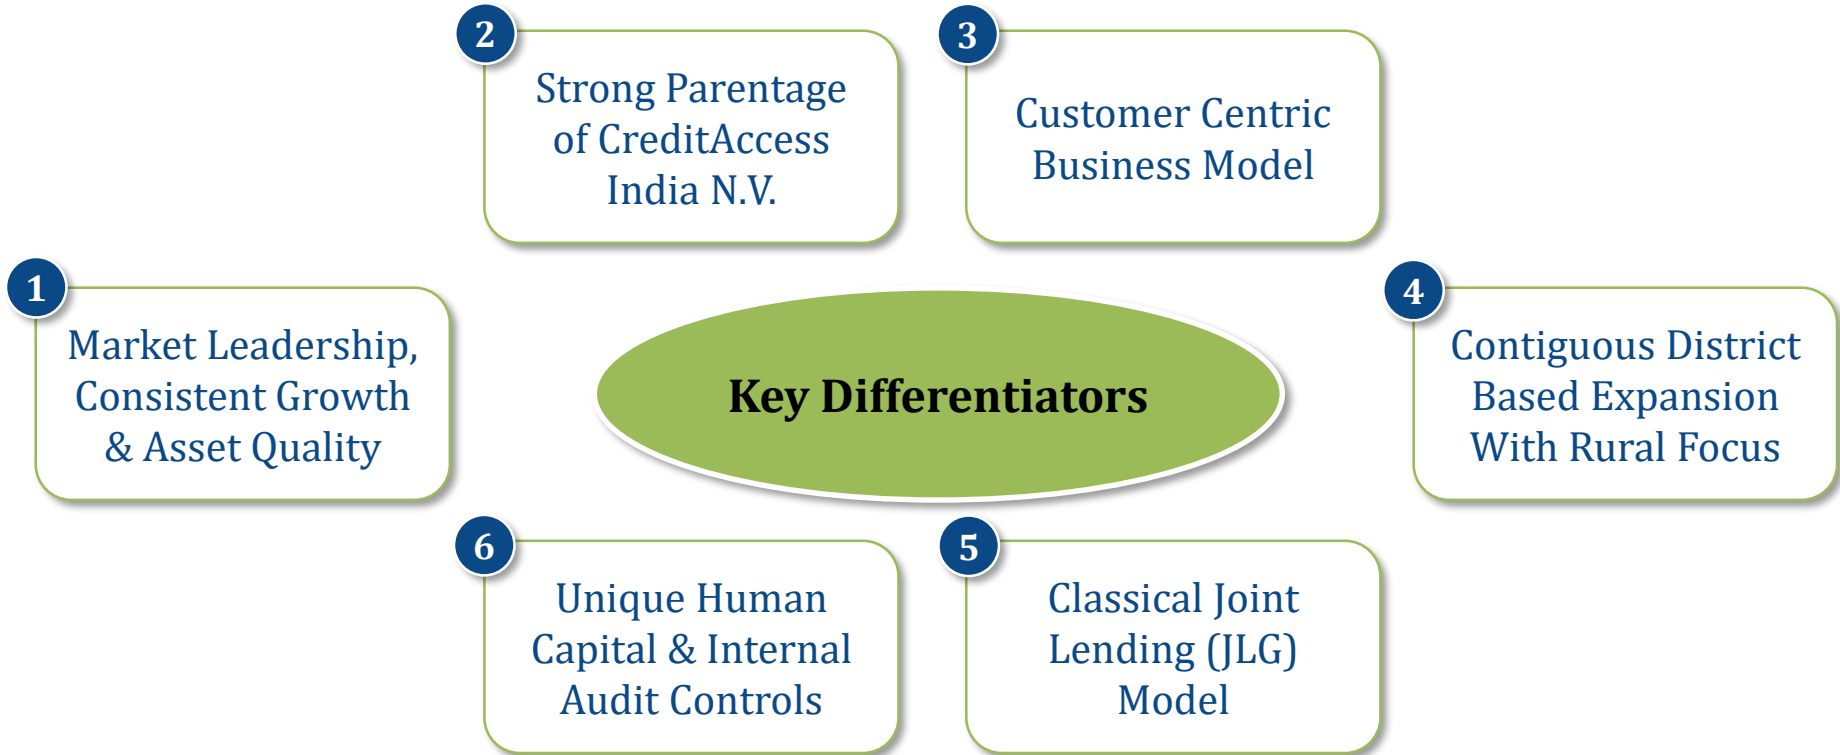 1
Market Leadership,
Consistent Growth
& Asset Quality
2
Strong Parentage
of CreditAccess
India N.V.
3
Customer Centric
Business Model
4
Contiguous District
Based Expansion
With Rural Focus
Key Differentiators
5
Classical Joint
Lending (JLG)
Model
6
Unique Human
Capital & Internal
Audit Controls